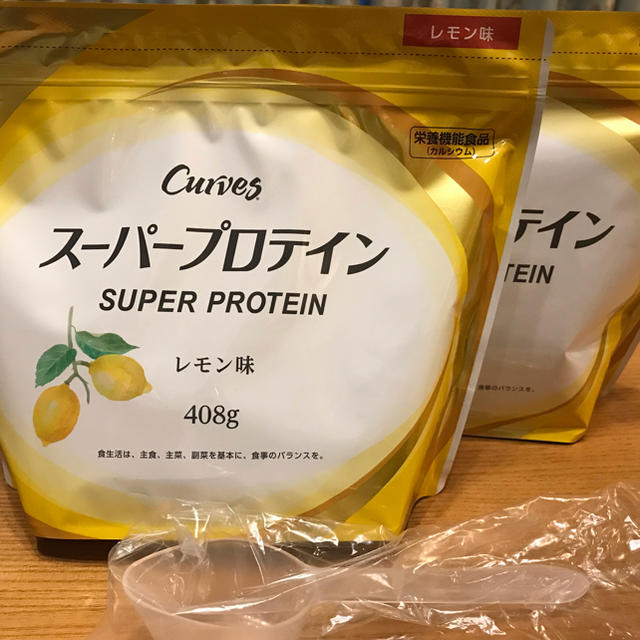 レモン味
栄養機能食品
(カルシウム)
Curves
スーパープロテイン
SUPER PROTEIN
レモン味
408g
食生活は、主食、主菜、副菜を基本に、食事のバランスを。
テイン
TEIN
食事のバランスを。